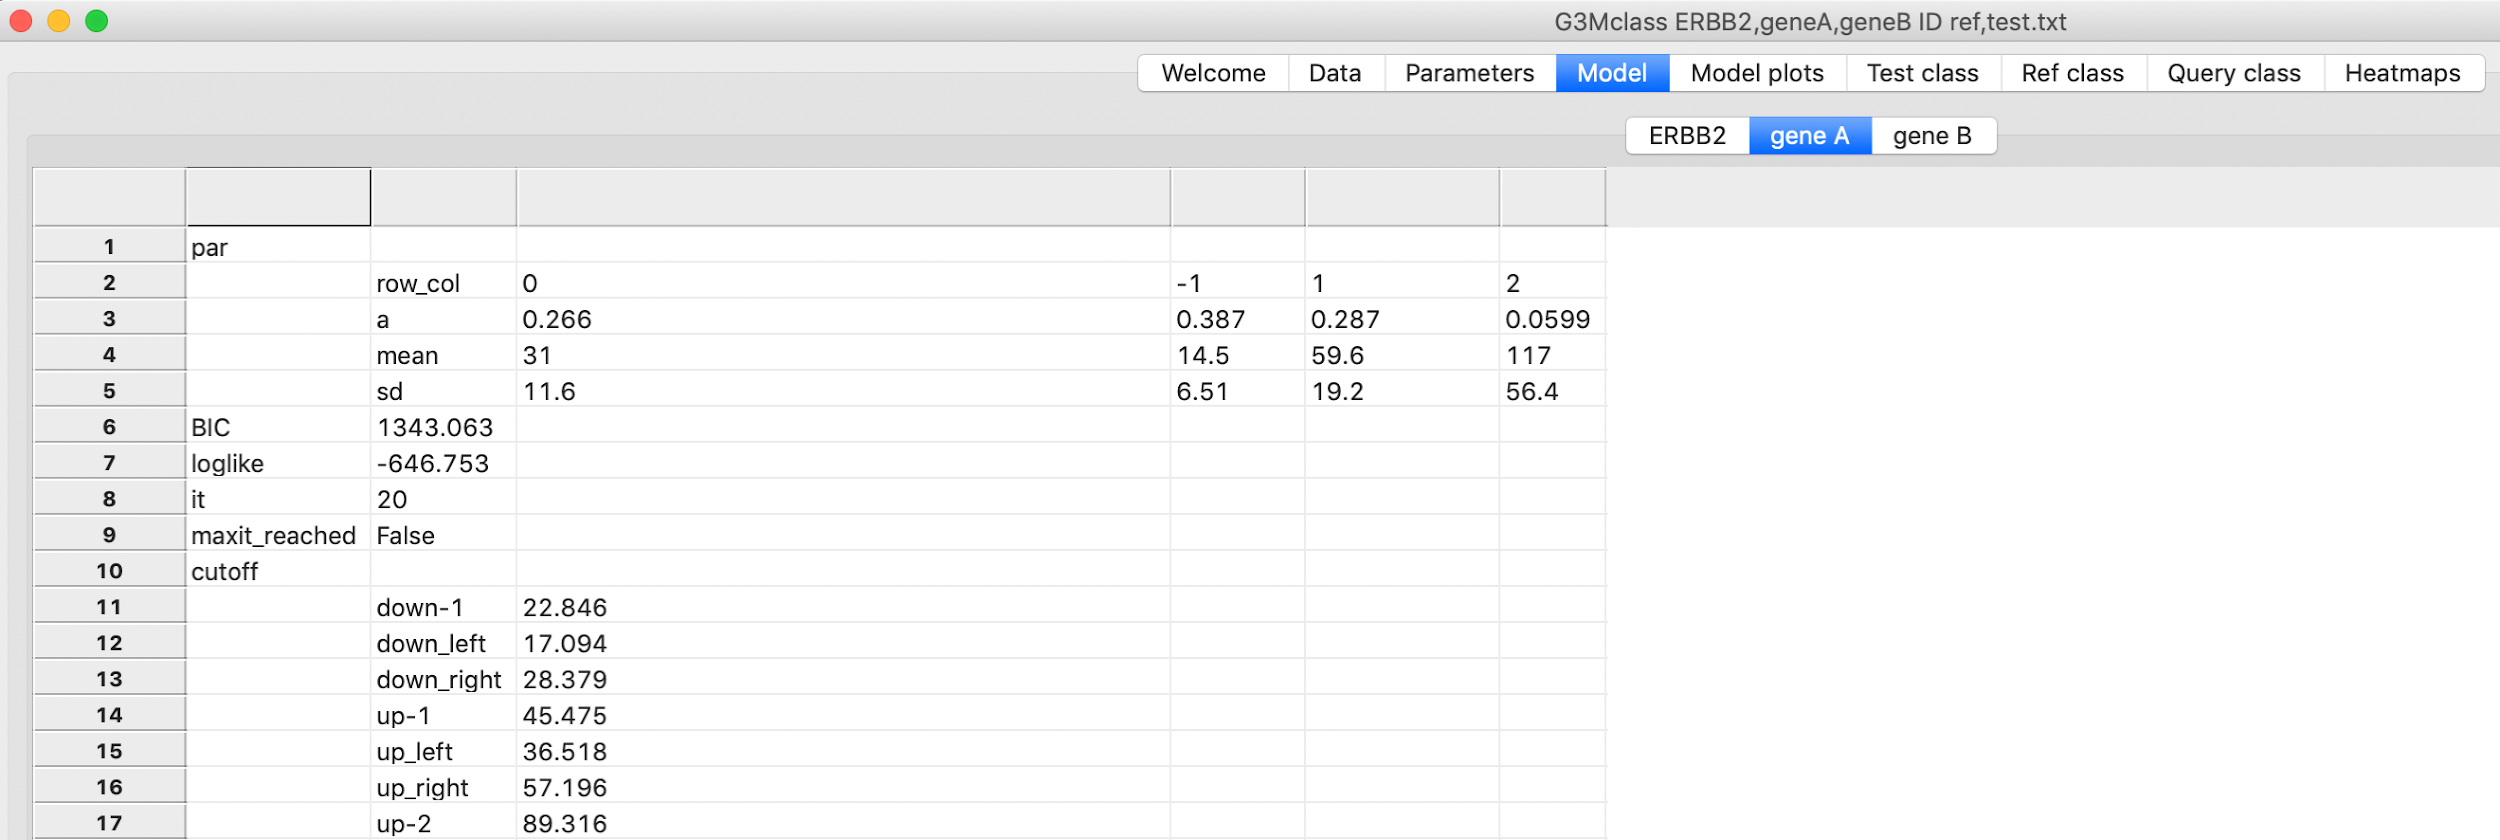 G3Mclass ERBB2,geneA,geneB ID ref,test.txt
Welcome Data Parameters Model Model plots Test class Ref class Query class Heatmaps
ERBB2 gene A gene B
1 par
2 row_col 0 -1 1 2
3 a 0.266 0.387 0.287 0.0599
4 mean 31 14.5 59.6 117
5 sd 11.6 6.51 19.2 56.4
6 BIC 1343.063
7 loglike -646.753
8 it 20
9 maxit_reached False
10 cutoff
11 down-1 22.846
12 down_left 17.094
13 down_right 28.379
14 up-1 45.475
15 up_left 36.518
16 up_right 57.196
17 up-2 89.316